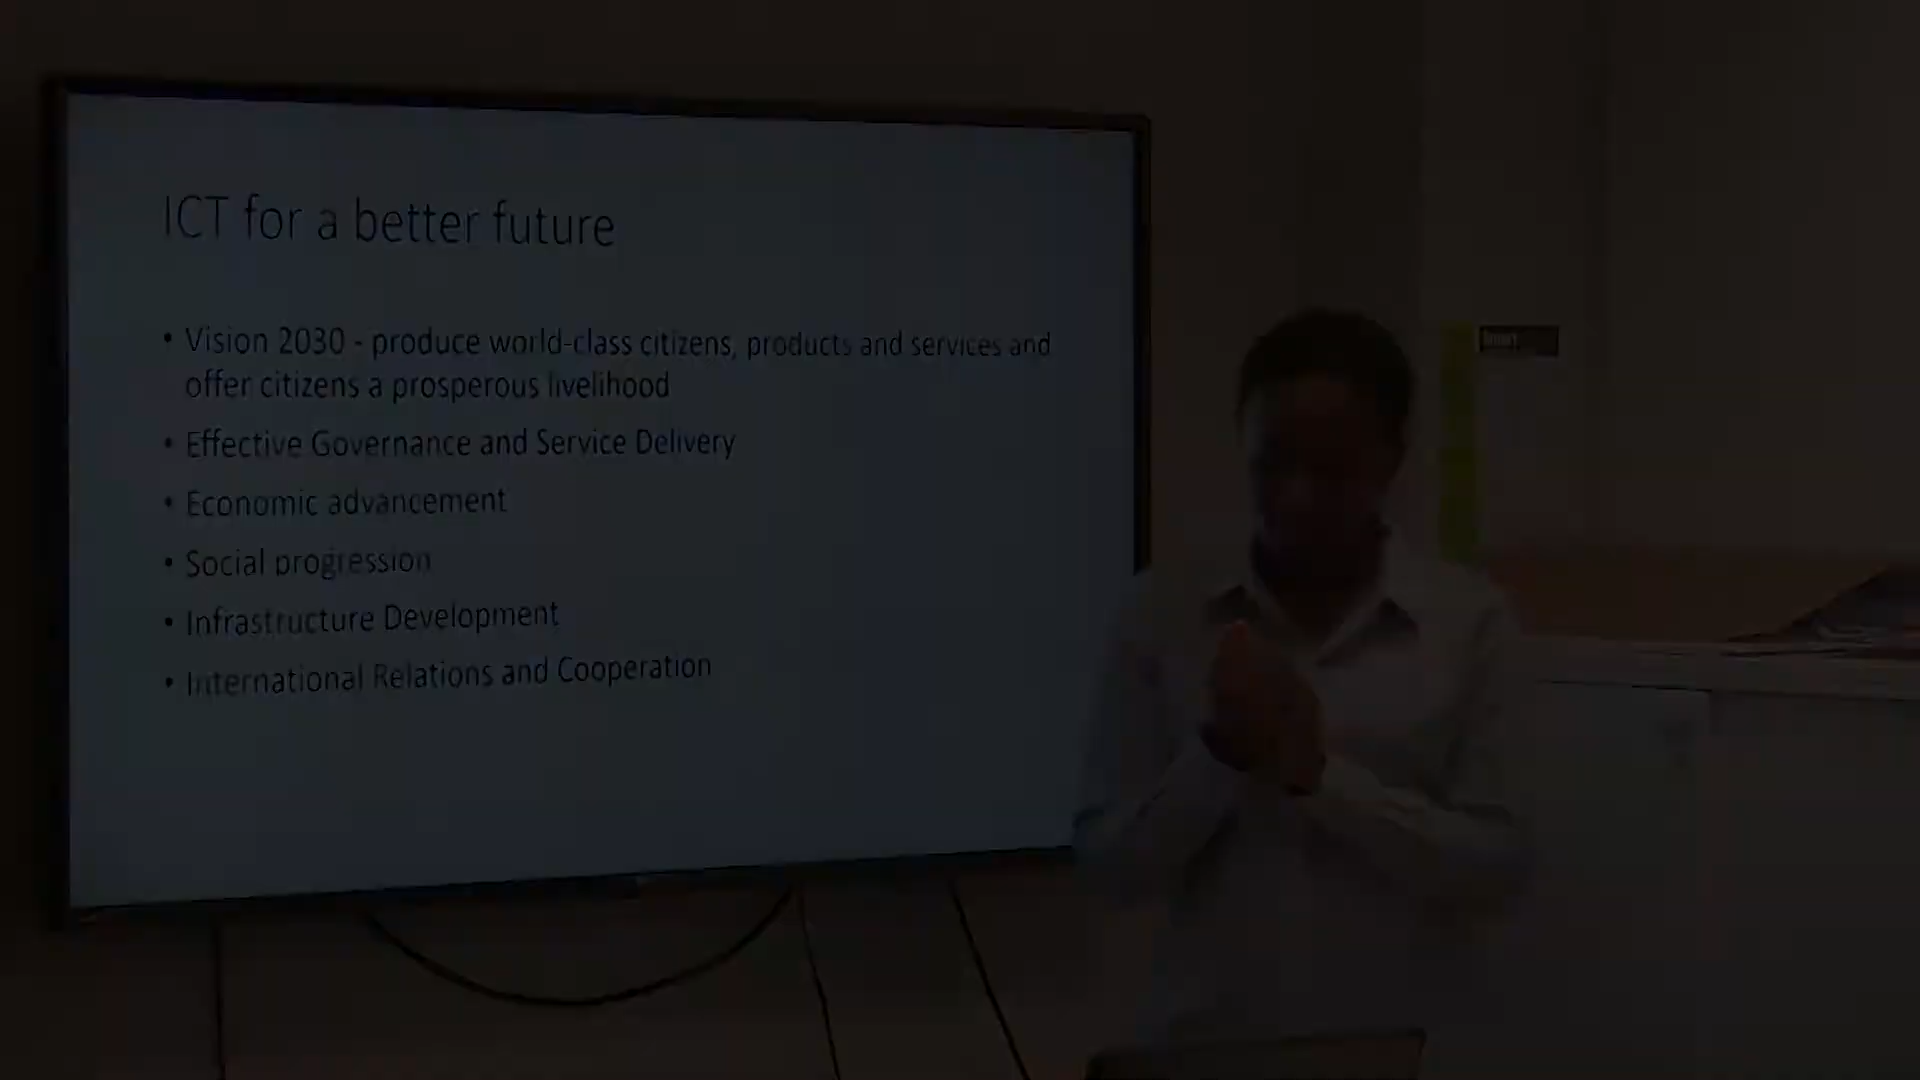 ICT for a better future
• Vision 2030 - produce world-class citizens, products and services and
offer citizens a prosperous livelihood
• Effective Governance and Service Delivery
• Economic advancement
• Social progression
• Infrastructure Development
• International Relations and Cooperation